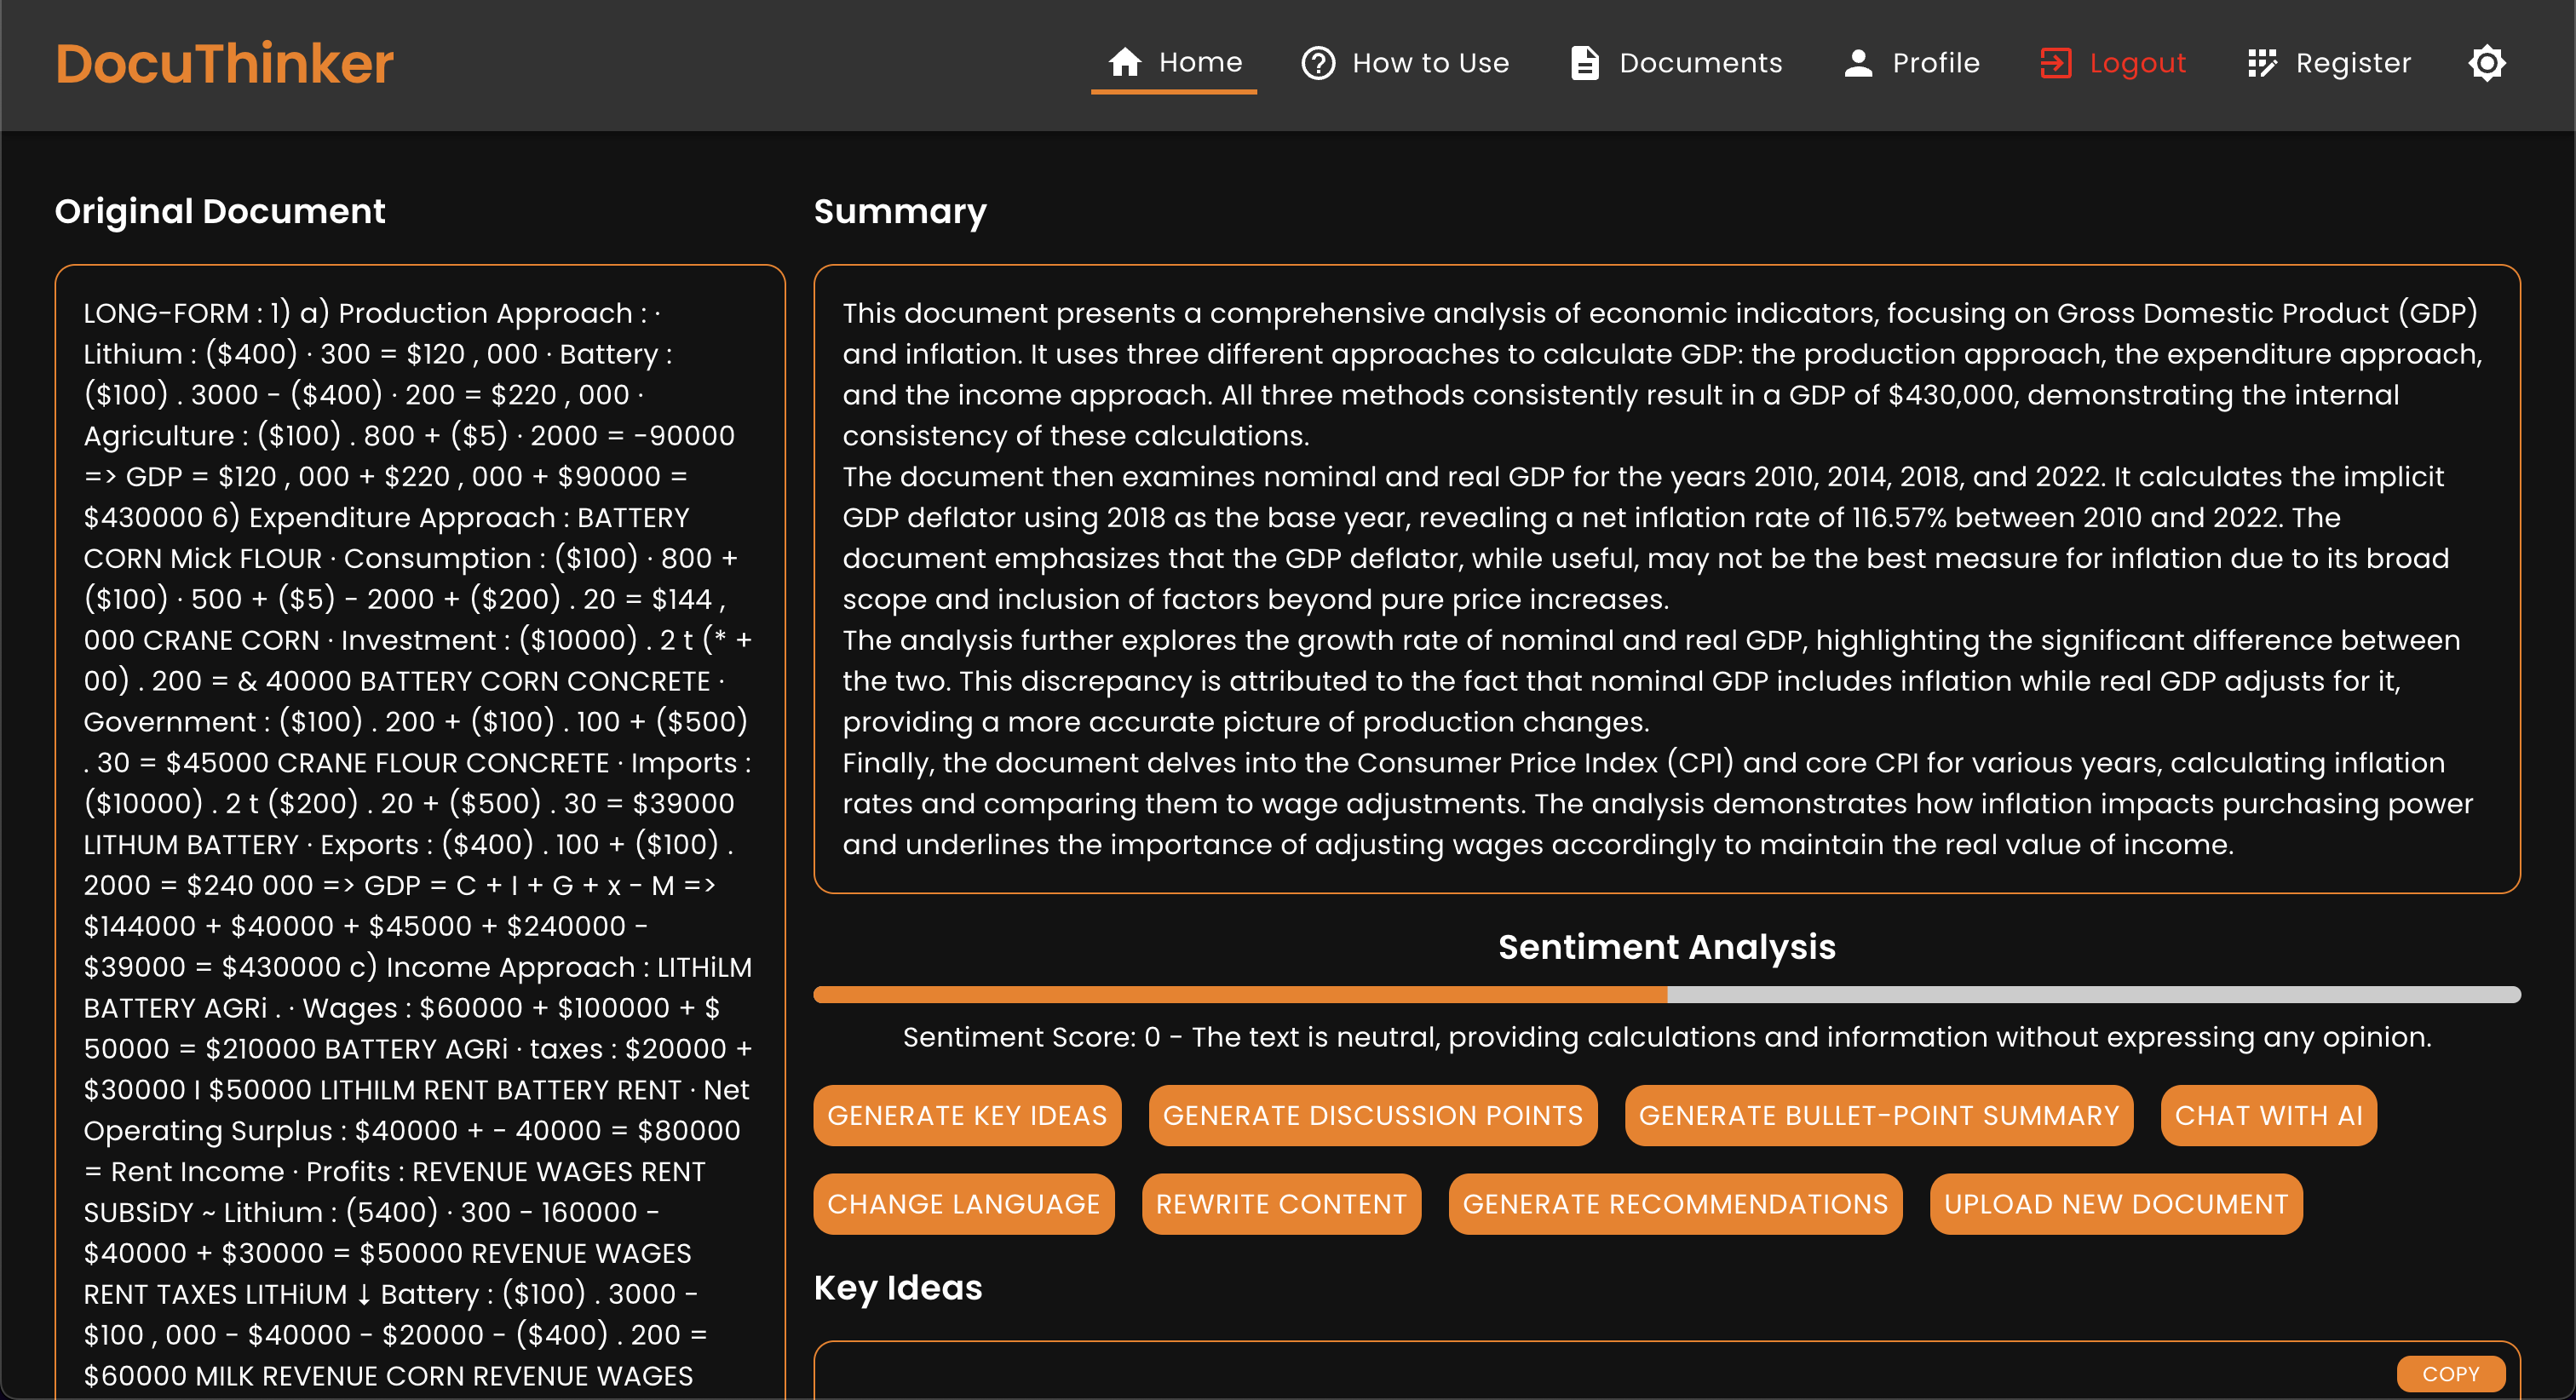 DocuThinker
Home
How to Use
Documents
Profile
Logout
Register
Original Document
LONG-FORM : 1) a) Production Approach : ·
Lithium : ($400) · 300 = $120 , 000 · Battery :
($100) . 3000 - ($400) · 200 = $220 , 000 ·
Agriculture : ($100) . 800 + ($5) · 2000 = -90000
=> GDP = $120 , 000 + $220 , 000 + $90000 =
$430000 6) Expenditure Approach : BATTERY
CORN Mick FLOUR · Consumption : ($100) · 800 +
($100) · 500 + ($5) - 2000 + ($200) . 20 = $144 ,
000 CRANE CORN · Investment : ($10000) . 2 t (* +
00) . 200 = & 40000 BATTERY CORN CONCRETE ·
Government : ($100) . 200 + ($100) . 100 + ($500)
. 30 = $45000 CRANE FLOUR CONCRETE · Imports :
($10000) . 2 t ($200) . 20 + ($500) . 30 = $39000
LITHUM BATTERY · Exports : ($400) . 100 + ($100) .
2000 = $240 000 => GDP = C + I + G + x - M =>
$144000 + $40000 + $45000 + $240000 -
$39000 = $430000 c) Income Approach : LITHiLM
BATTERY AGRi . · Wages : $60000 + $100000 + $
50000 = $210000 BATTERY AGRi · taxes : $20000 +
$30000 I $50000 LITHILM RENT BATTERY RENT · Net
Operating Surplus : $40000 + - 40000 = $80000
= Rent Income · Profits : REVENUE WAGES RENT
SUBSiDY ~ Lithium : (5400) · 300 - 160000 -
$40000 + $30000 = $50000 REVENUE WAGES
RENT TAXES LITHiUM ↓ Battery : ($100) . 3000 -
$100 , 000 - $40000 - $20000 - ($400) . 200 =
$60000 MILK REVENUE CORN REVENUE WAGES
Summary
This document presents a comprehensive analysis of economic indicators, focusing on Gross Domestic Product (GDP)
and inflation. It uses three different approaches to calculate GDP: the production approach, the expenditure approach,
and the income approach. All three methods consistently result in a GDP of $430,000, demonstrating the internal
consistency of these calculations.
The document then examines nominal and real GDP for the years 2010, 2014, 2018, and 2022. It calculates the implicit
GDP deflator using 2018 as the base year, revealing a net inflation rate of 116.57% between 2010 and 2022. The
document emphasizes that the GDP deflator, while useful, may not be the best measure for inflation due to its broad
scope and inclusion of factors beyond pure price increases.
The analysis further explores the growth rate of nominal and real GDP, highlighting the significant difference between
the two. This discrepancy is attributed to the fact that nominal GDP includes inflation while real GDP adjusts for it,
providing a more accurate picture of production changes.
Finally, the document delves into the Consumer Price Index (CPI) and core CPI for various years, calculating inflation
rates and comparing them to wage adjustments. The analysis demonstrates how inflation impacts purchasing power
and underlines the importance of adjusting wages accordingly to maintain the real value of income.
Sentiment Analysis
Sentiment Score: 0 - The text is neutral, providing calculations and information without expressing any opinion.
GENERATE KEY IDEAS
GENERATE DISCUSSION POINTS
GENERATE BULLET-POINT SUMMARY
CHAT WITH AI
CHANGE LANGUAGE
REWRITE CONTENT
GENERATE RECOMMENDATIONS
UPLOAD NEW DOCUMENT
Key Ideas
COPY